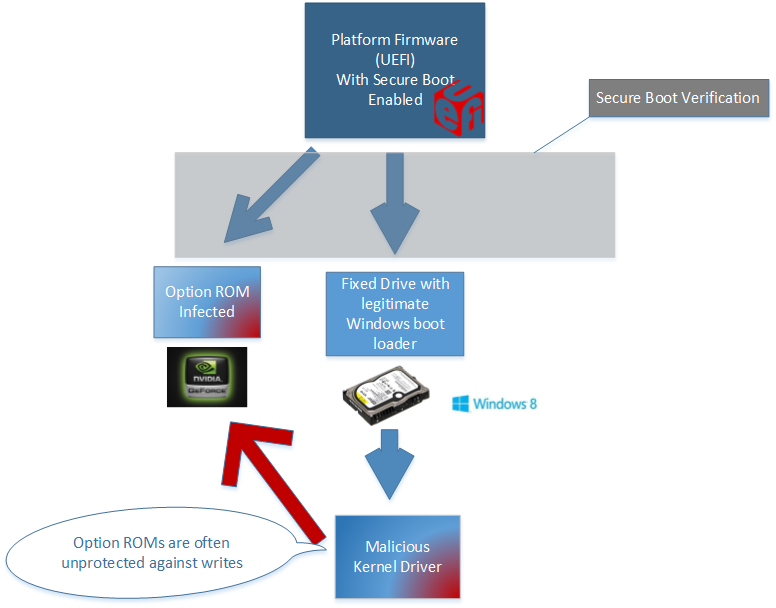 Platform Firmware
(UEFI)
With Secure Boot
Enabled
Secure Boot Verification
Option ROM
Infected
Fixed Drive with
legitimate
Windows boot
loader
NVIDIA
GEFORCE
Windows 8
Option ROMs are often
unprotected against writes
Malicious
Kernel Driver